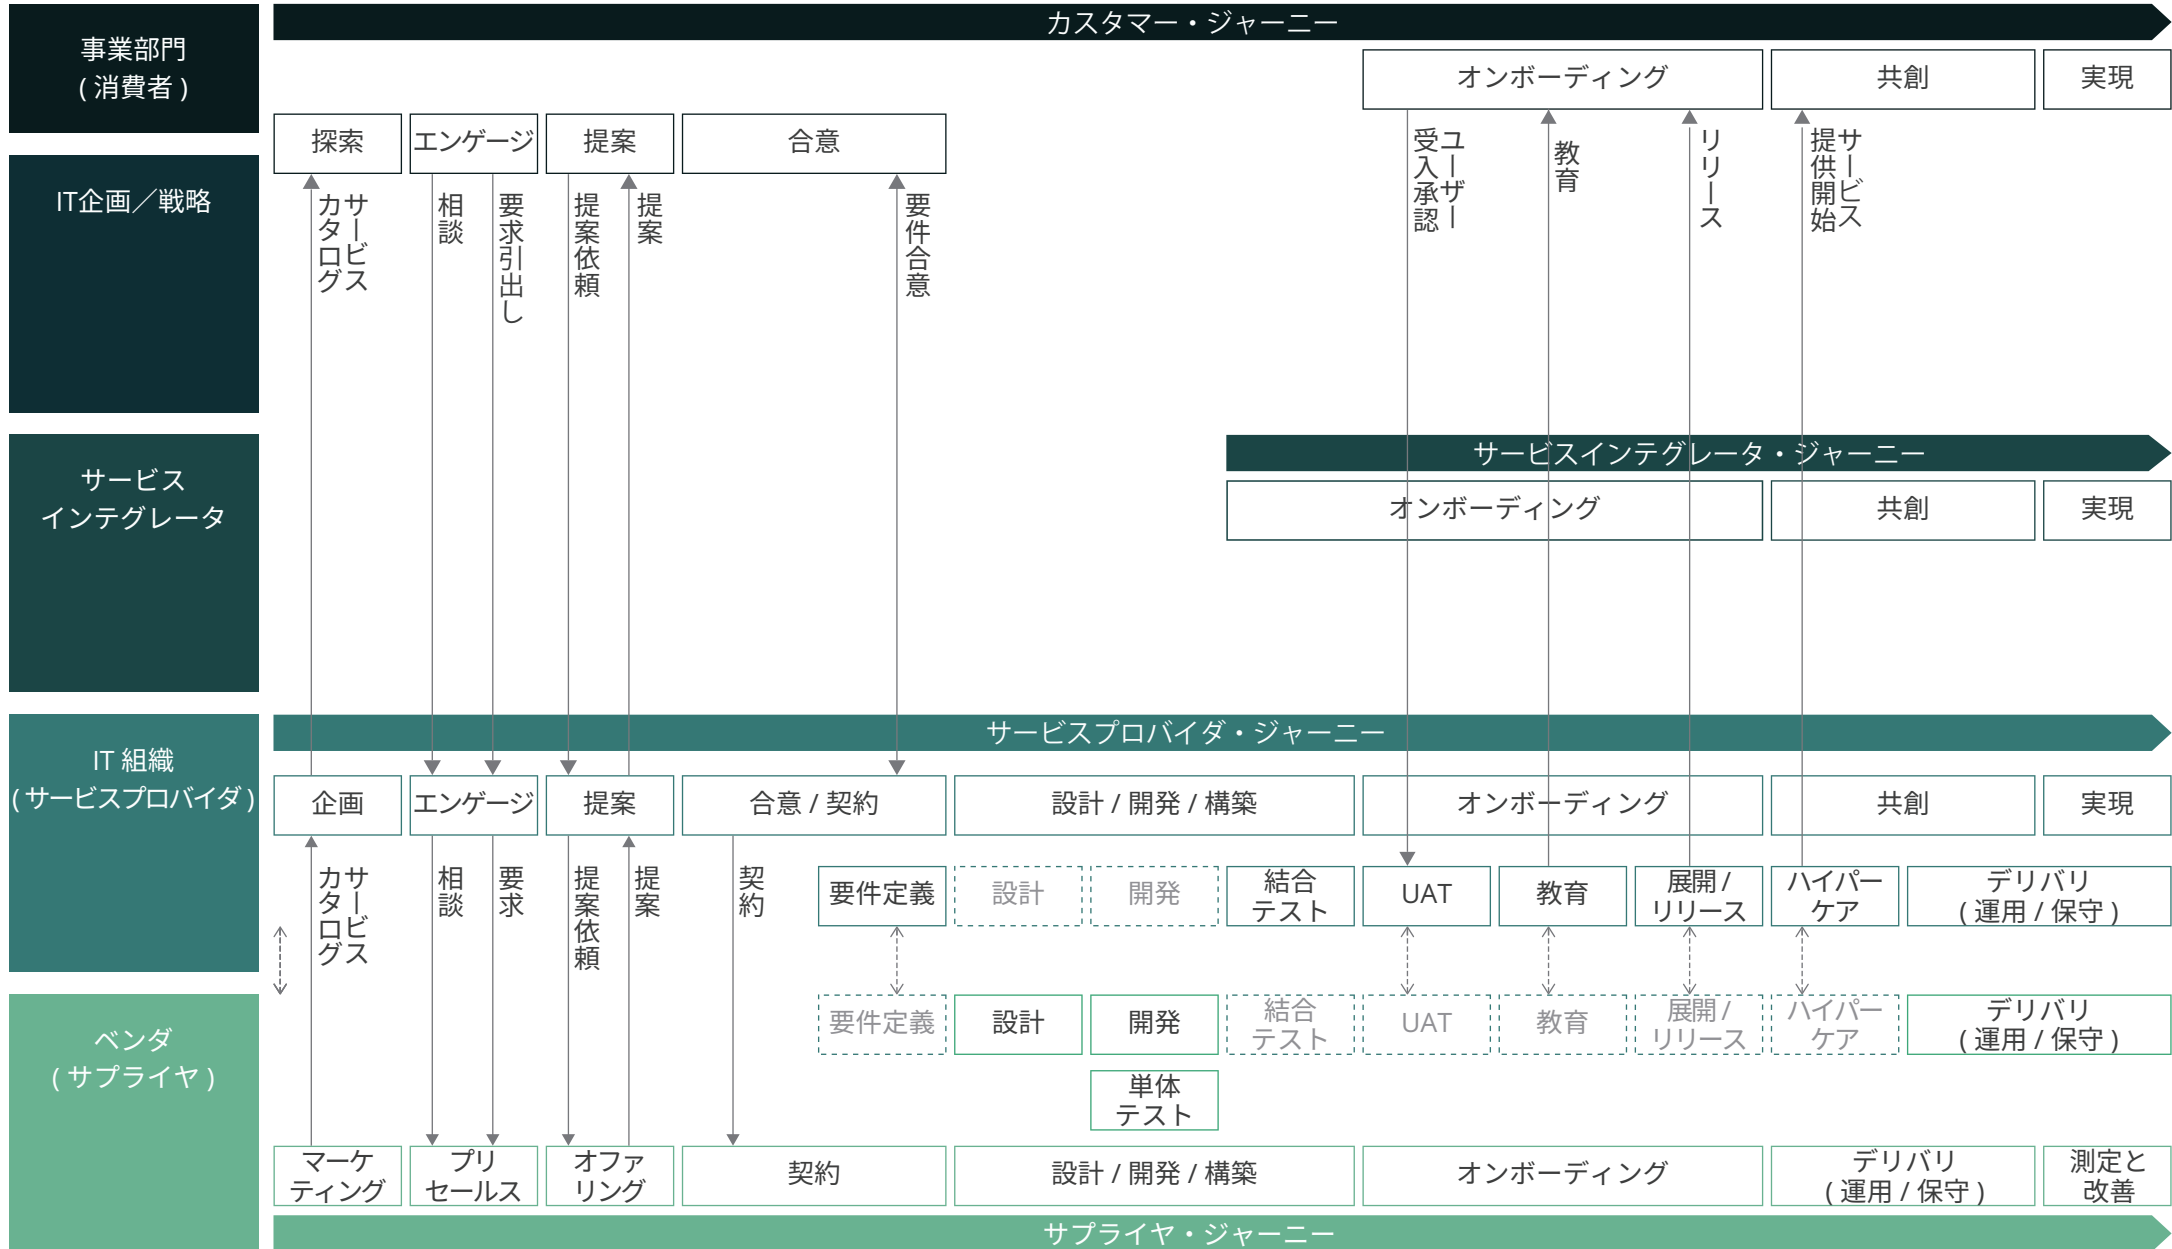 事業部門
( 消費者 )
カスタマー・ジャーニー
オンボーディング
共創
実現
探索
エンゲージ
提案
合意
IT企画／戦略
サービス
カタログ
相談
要求引出し
提案依頼
提案
要件合意
ユーザー
受入承認
教育
リリース
サービス
提供開始
サービス
インテグレータ
サービスインテグレータ・ジャーニー
オンボーディング
共創
実現
IT 組織
( サービスプロバイダ )
サービスプロバイダ・ジャーニー
企画
エンゲージ
提案
合意 / 契約
設計 / 開発 / 構築
オンボーディング
共創
実現
サービス
カタログ
相談
要求
提案依頼
提案
契約
要件定義
設計
開発
結合
テスト
UAT
教育
展開 /
リリース
ハイパー
ケア
デリバリ
( 運用 / 保守 )
ベンダ
( サプライヤ )
要件定義
設計
開発
結合
テスト
UAT
教育
展開 /
リリース
ハイパー
ケア
デリバリ
( 運用 / 保守 )
単体
テスト
マーケ
ティング
プリ
セールス
オファ
リング
契約
設計 / 開発 / 構築
オンボーディング
デリバリ
( 運用 / 保守 )
測定と
改善
サプライヤ・ジャーニー